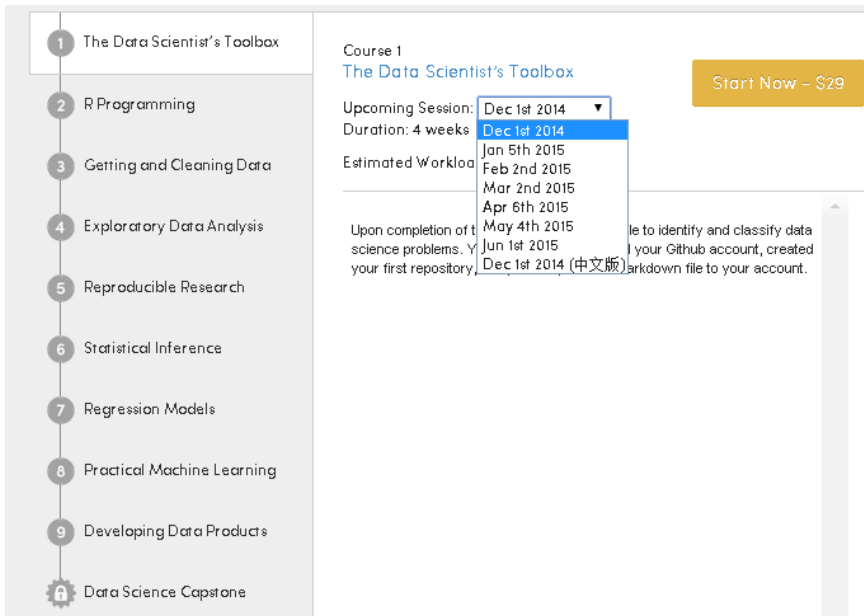 1 The Data Scientist's Toolbox
2 R Programming
3 Getting and Cleaning Data
4 Exploratory Data Analysis
5 Reproducible Research
6 Statistical Inference
7 Regression Models
8 Practical Machine Learning
9 Developing Data Products
Data Science Capstone
Course 1
The Data Scientist's Toolbox
Start Now - $29
Upcoming Session: Dec 1st 2014
Duration: 4 weeks
Estimated
Dec 1st 2014
Jan 5th 2015
Feb 2nd 2015
Mar 2nd 2015
Apr 6th 2015
May 4th 2015
Jun 1st 2015
Dec 1st 2014 (中文版)
Upon completion of to identify and classify data
science problems. your Github account, created
your first repository, file to your account.